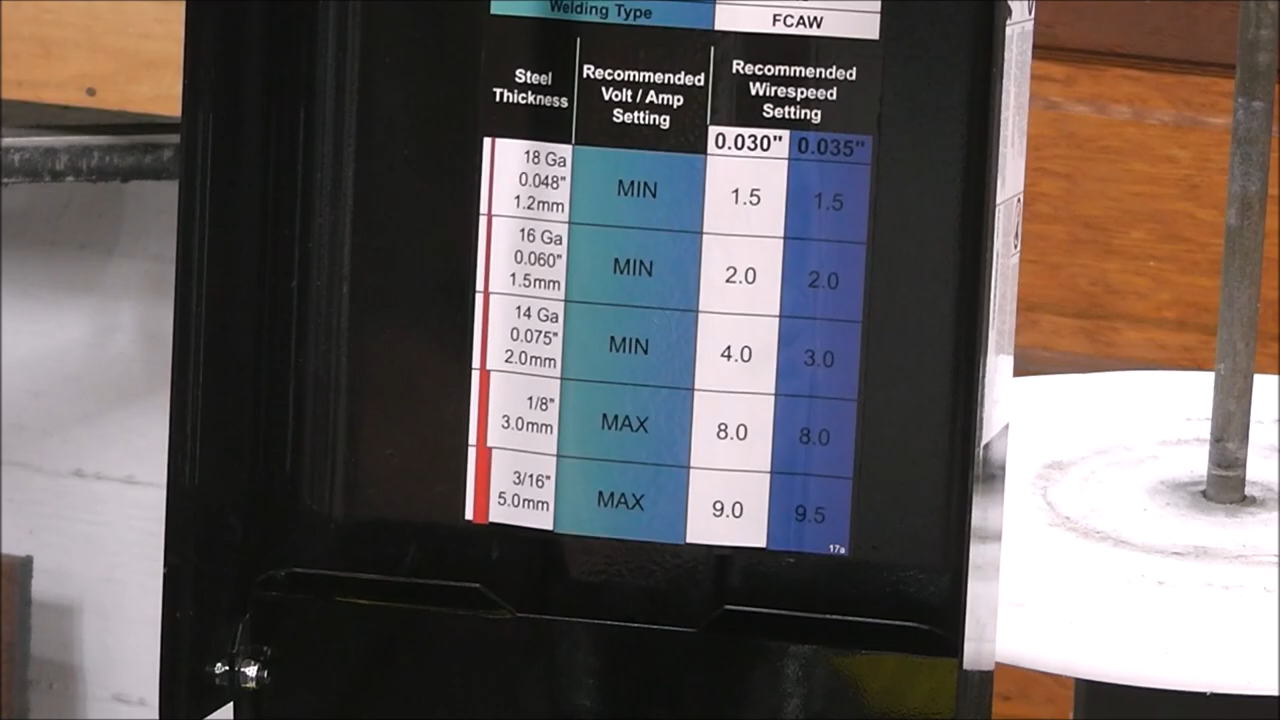 Welding Type
FCAW
Steel
Thickness
Recommended
Volt / Amp
Setting
Recommended
Wirespeed
Setting
0.030" 0.035"
18 Ga
0.048"
1.2mm
MIN
1.5
1.5
16 Ga
0.060"
1.5mm
MIN
2.0
2.0
14 Ga
0.075"
2.0mm
MIN
4.0
3.0
1/8"
3.0mm
MAX
8.0
8.0
3/16"
5.0mm
MAX
9.0
9.5
17a